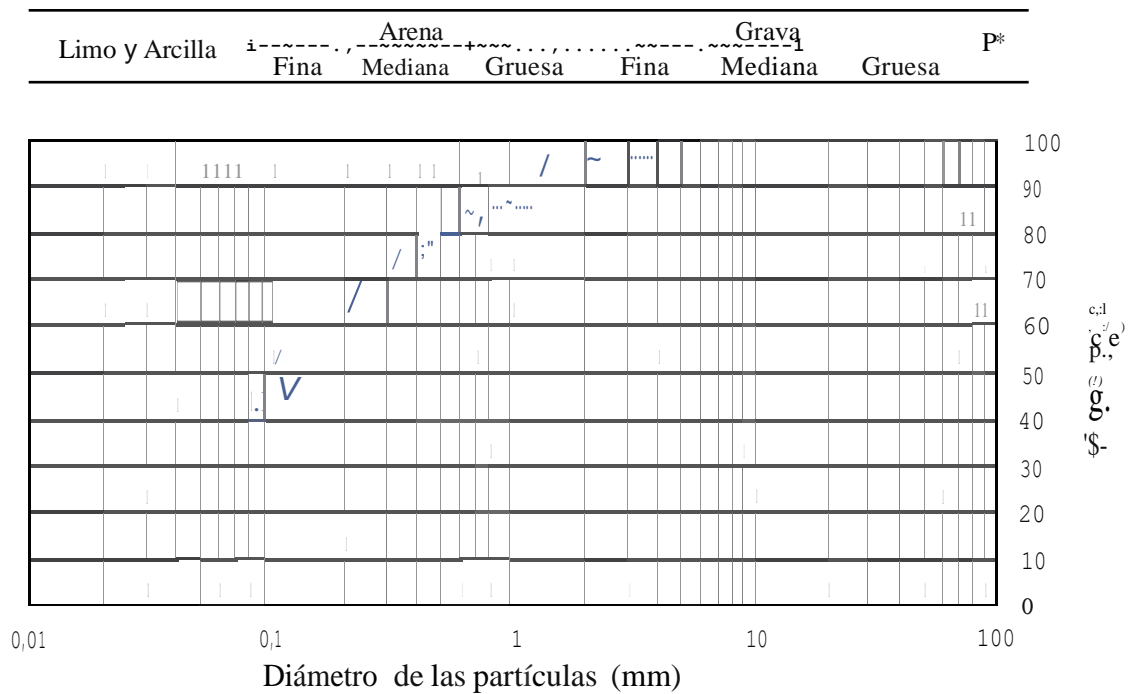 Arena Grava
Limo y Arcilla P*
Fina Mediana Gruesa Fina Mediana Gruesa
100
90
80
70
60
50
40
30
20
10
0
0,01 0,1 1 10 100
Diámetro de las partículas (mm)